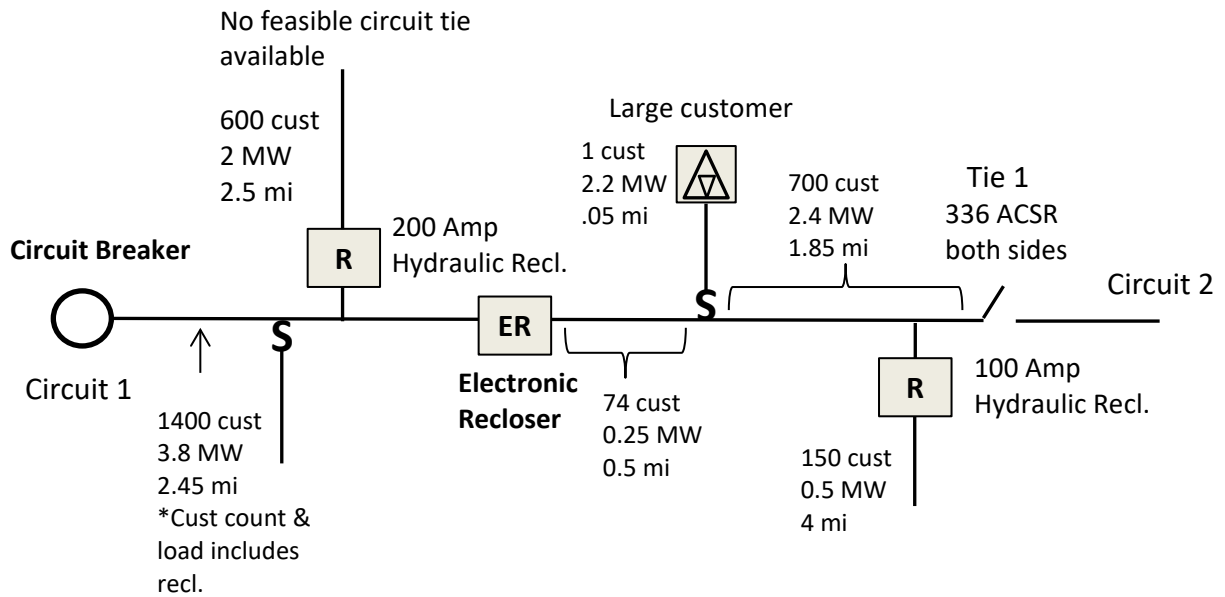 No feasible circuit tie
available
600 cust
2 MW
2.5 mi
Large customer
1 cust
2.2 MW
.05 mi
700 cust
2.4 MW
1.85 mi
Tie 1
336 ACSR
both sides
Circuit Breaker
R
200 Amp
Hydraulic Recl.
Circuit 2
S
ER
S
Circuit 1
Electronic
Recloser
74 cust
0.25 MW
0.5 mi
R
100 Amp
Hydraulic Recl.
1400 cust
3.8 MW
2.45 mi
*Cust count &
load includes
recl.
150 cust
0.5 MW
4 mi